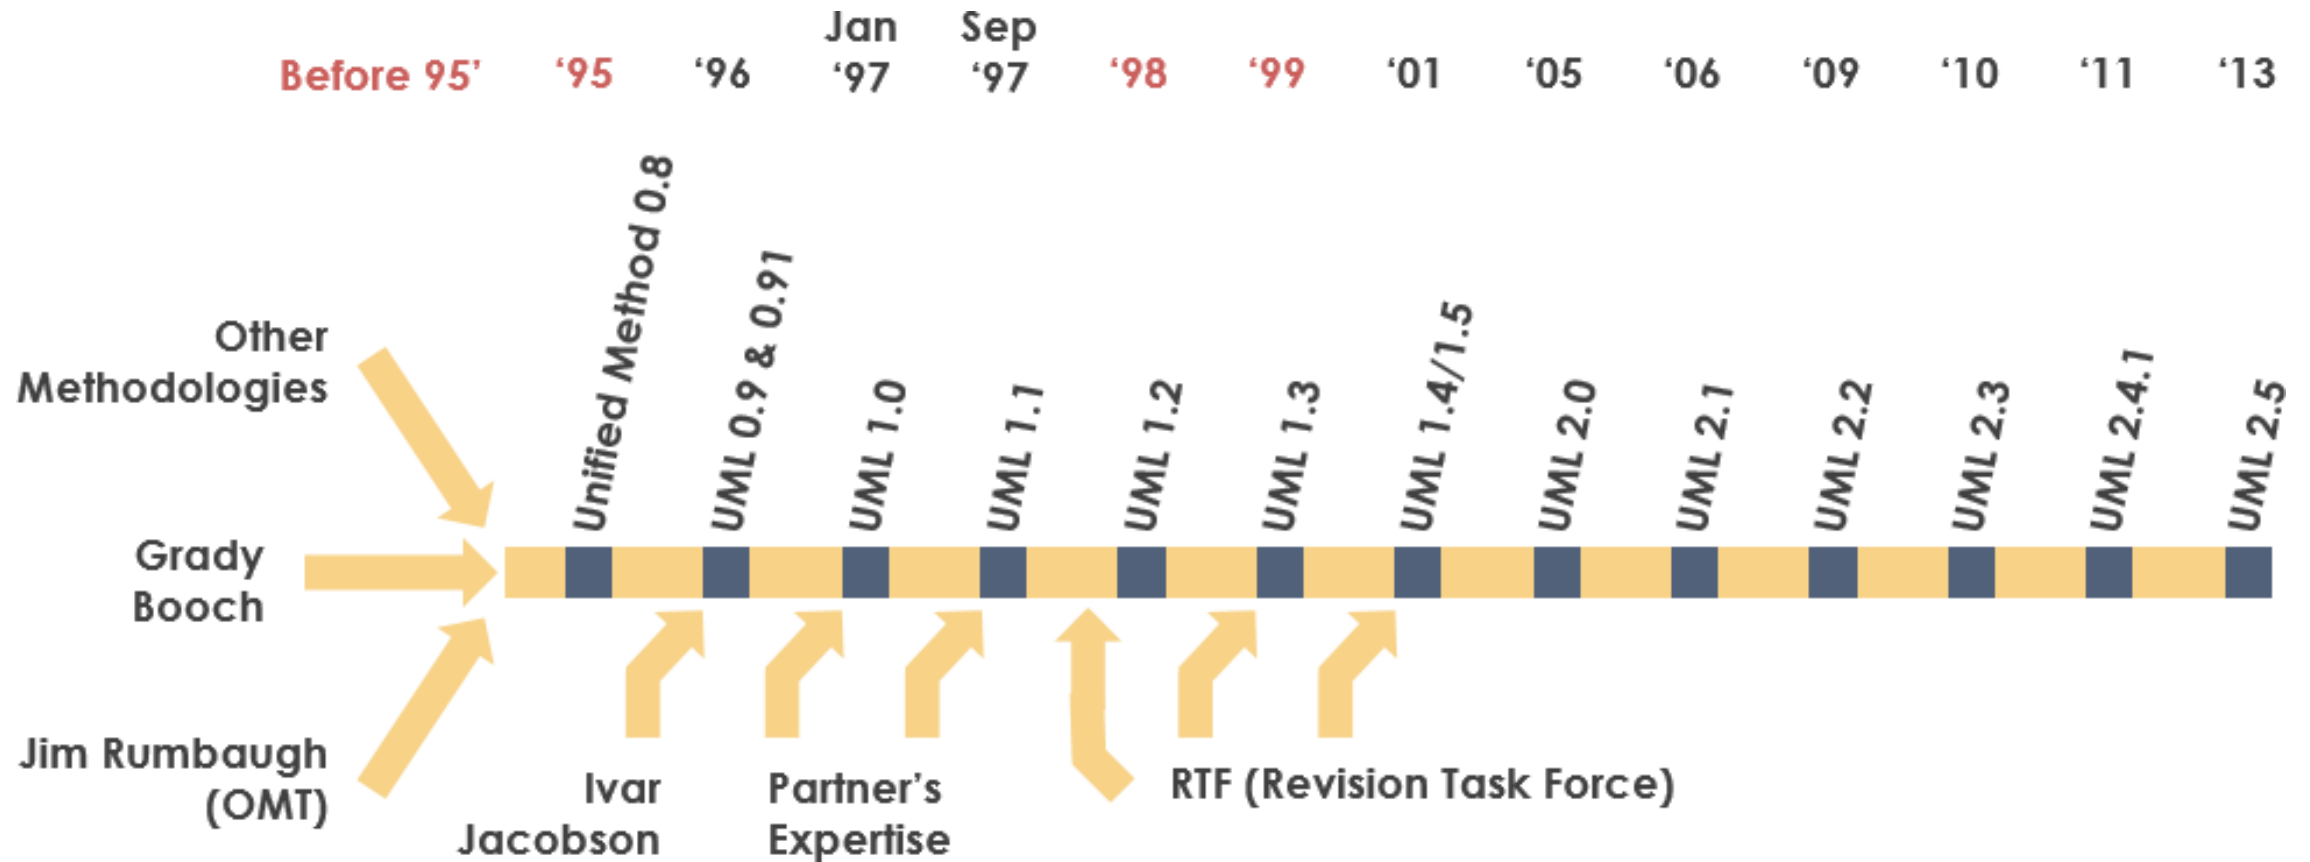 Jan Sep
Before 95’ ‘95 ‘96 ‘97 ‘97 ‘98 ‘99 ‘01 ‘05 ‘06 ‘09 ‘10 ‘11 ‘13
Unified Method 0.8
UML 0.9 & 0.91
UML 1.0
UML 1.1
UML 1.2
UML 1.3
UML 1.4/1.5
UML 2.0
UML 2.1
UML 2.2
UML 2.3
UML 2.4.1
UML 2.5
Other
Methodologies
Grady
Booch
Jim Rumbaugh
(OMT)
Ivar
Jacobson
Partner’s
Expertise
RTF (Revision Task Force)